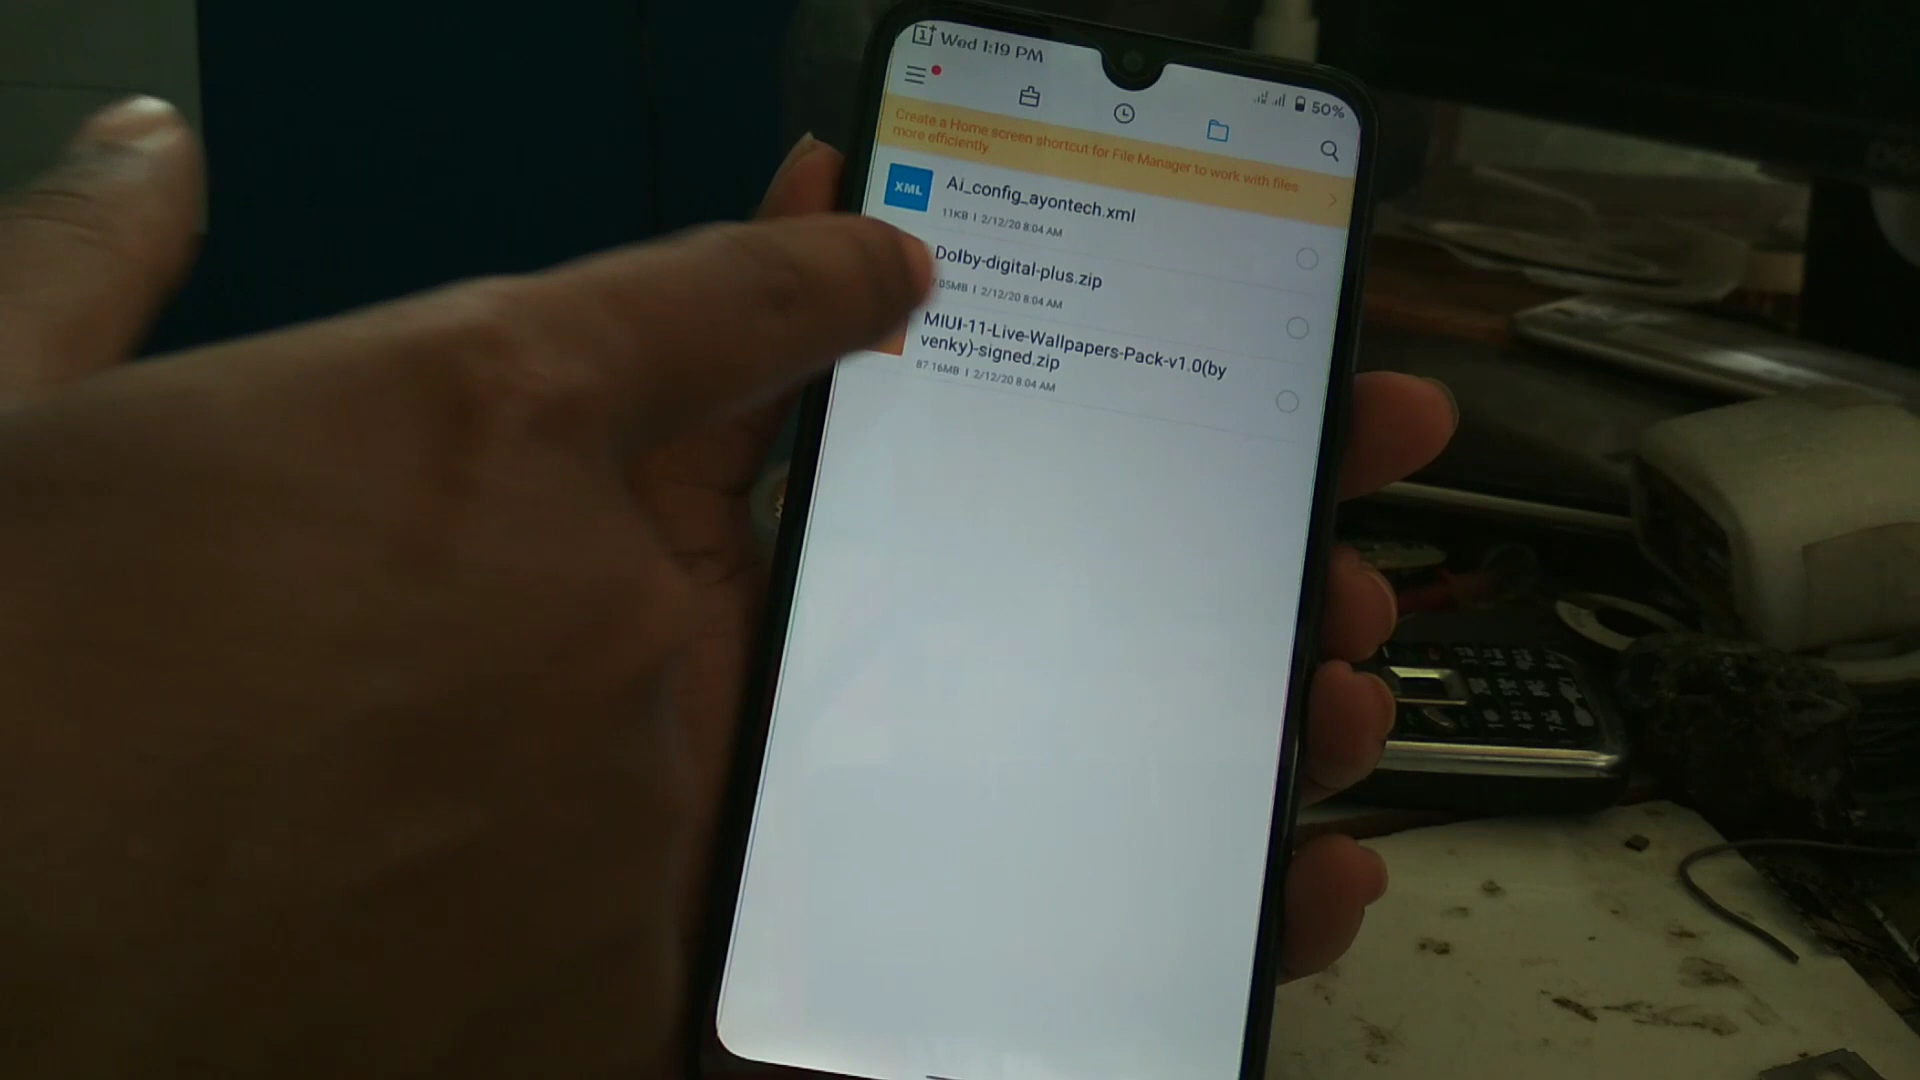 Wed 1:19 PM
50%
Create a Home screen shortcut for File Manager to work with files
more efficiently
XML
Ai_config_ayontech.xml
11KB | 2/12/20 8:04 AM
Dolby-digital-plus.zip
7.05MB | 2/12/20 8:04 AM
MIUI-11-Live-Wallpapers-Pack-v1.0(by
venky)-signed.zip
87.16MB | 2/12/20 8:04 AM